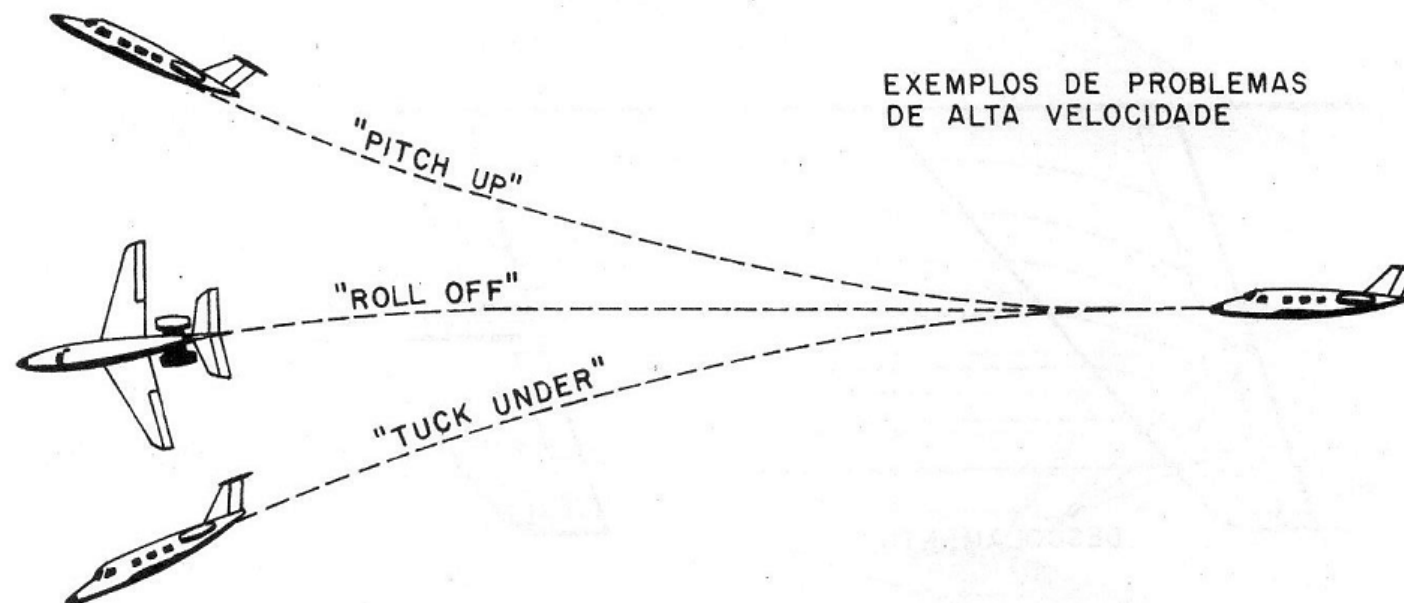 EXEMPLOS DE PROBLEMAS
DE ALTA VELOCIDADE
"PITCH UP"
"ROLL OFF"
"TUCK UNDER"